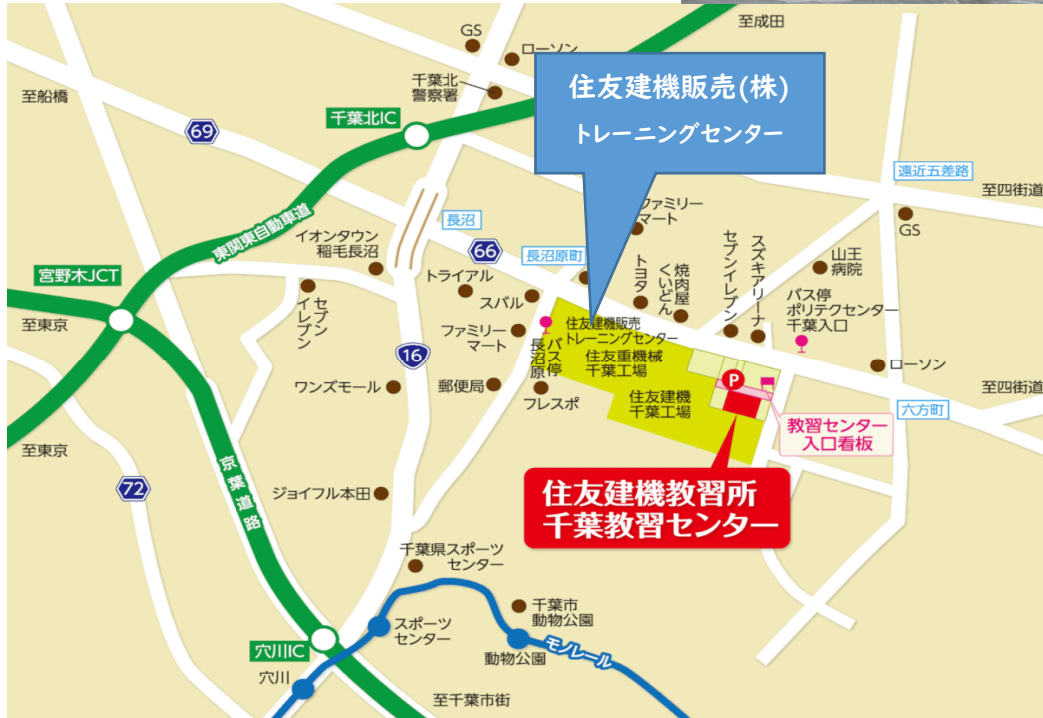 至成田
GS
ローソン
千葉北
警察署
至船橋
千葉北IC
69
住友建機販売(株)
トレーニングセンター
遠近五差路
至四街道
GS
東関東自動車道
長沼
66
長沼原町
ファミリー
マート
イオンタウン
稲毛長沼
宮野木JCT
トライアル
スバル
トヨタ
焼肉屋
くいどん
セブンイレブン
スズキアリーナ
山王
病院
バス停
ポリテクセンター
千葉入口
セブン
イレブン
至東京
ファミリー
マート
バス停
長沼原
住友建機販売
トレーニングセンター
住友重機械
千葉工場
16
ローソン
ワンズモール
郵便局
フレスポ
住友建機
千葉工場
P
至四街道
六方町
教習センター
入口看板
至東京
72
京葉道路
ジョイフル本田
住友建機教習所
千葉教習センター
千葉県スポーツ
センター
スポーツ
センター
千葉市
動物公園
動物公園
モノレール
穴川IC
穴川
至千葉市街